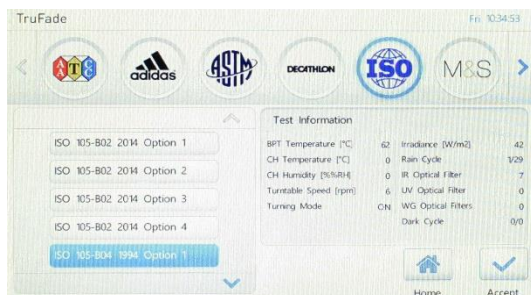 TruFade
Fri 10:34:53
AATCC
adidas
ASTM
DECATHLON
ISO
M&S
ISO 105-B02 2014 Option 1
ISO 105-B02 2014 Option 2
ISO 105-B02 2014 Option 3
ISO 105-B02 2014 Option 4
ISO 105-B04 1994 Option 1
Test Information
BPT Temperature [°C] 62
CH Temperature [°C] 0
CH Humidity [%%RH] 0
Turntable Speed [rpm] 6
Turning Mode ON
Irradiance [W/m2] 42
Rain Cycle 1/29
IR Optical Filter 7
UV Optical Filter 0
WG Optical Filters 0
Dark Cycle 0/0
Home
Accept